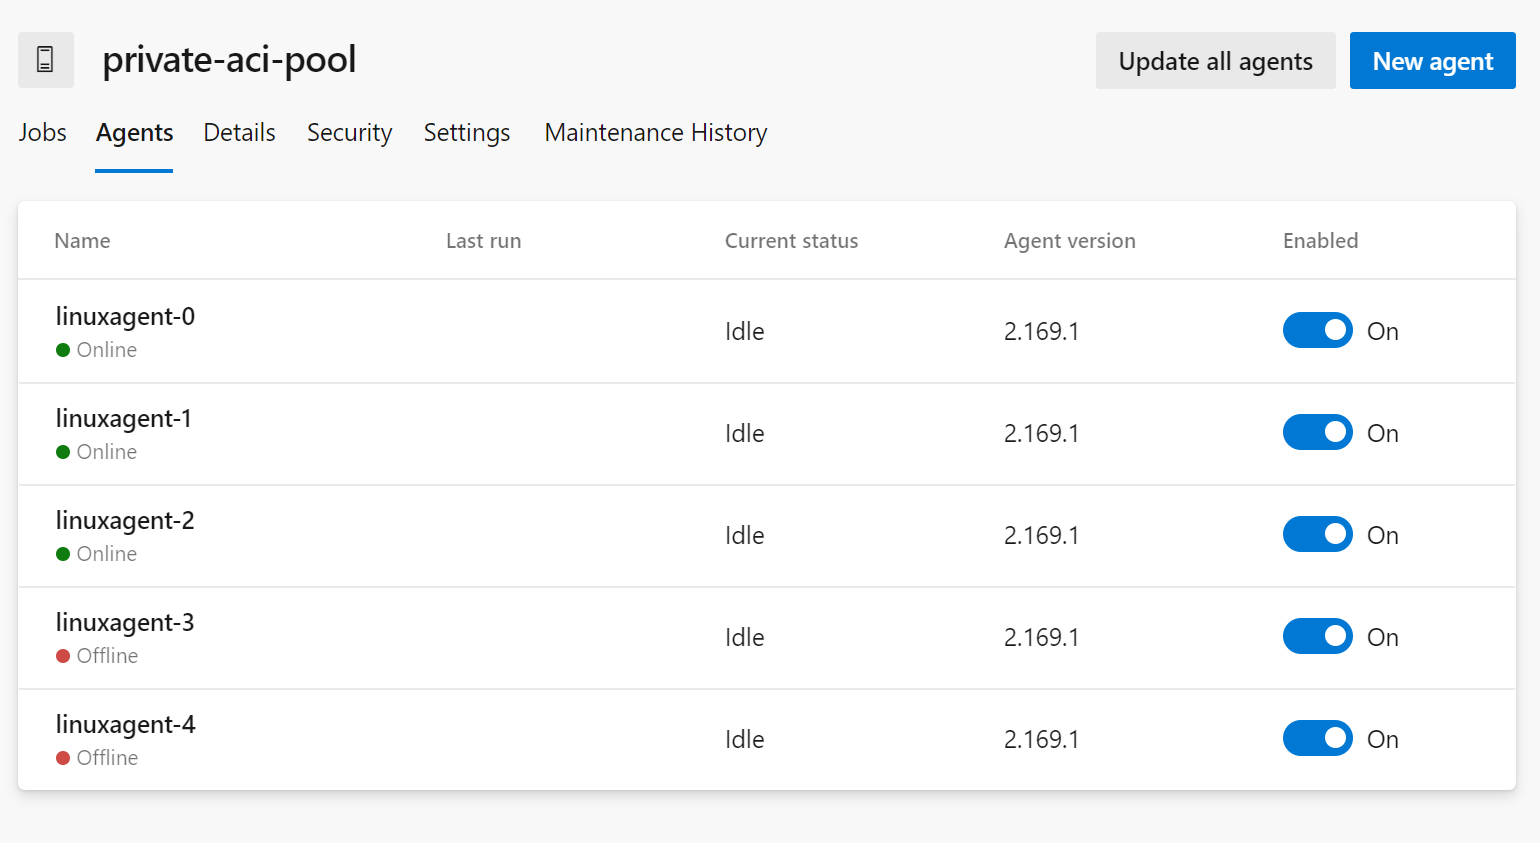 private-aci-pool
Update all agents
New agent
Jobs Agents Details Security Settings Maintenance History
Name Last run Current status Agent version Enabled
linuxagent-0
Online
Idle 2.169.1 On
linuxagent-1
Online
Idle 2.169.1 On
linuxagent-2
Online
Idle 2.169.1 On
linuxagent-3
Offline
Idle 2.169.1 On
linuxagent-4
Offline
Idle 2.169.1 On